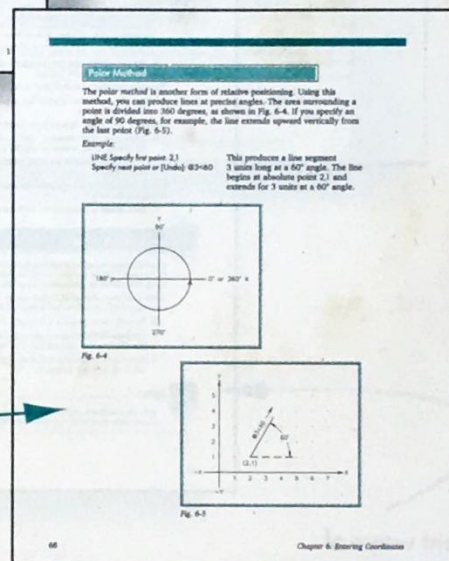 Polar Method
The polar method is another form of relative positioning. Using this
method, you can produce lines at precise angles. The area surrounding a
point is divided into 360 degrees, as shown in Fig. 6-4. If you specify an
angle of 90 degrees, for example, the line extends upward vertically from
the last point (Fig. 6-5).
Example:
LINE Specify first point: 2,1
Specify next point or [Undo]: @3<60
This produces a line segment
3 units long at a 60° angle. The line
begins at absolute point 2,1 and
extends for 3 units at a 60° angle.
Y
90°
180°
0° or 360° X
270°
Fig. 6-4
5
4
3
2
1
@3<60
60°
(2,1)
-X
X
1 2 3 4 5 6 7
-Y
Fig. 6-5
66
Chapter 6: Entering Coordinates